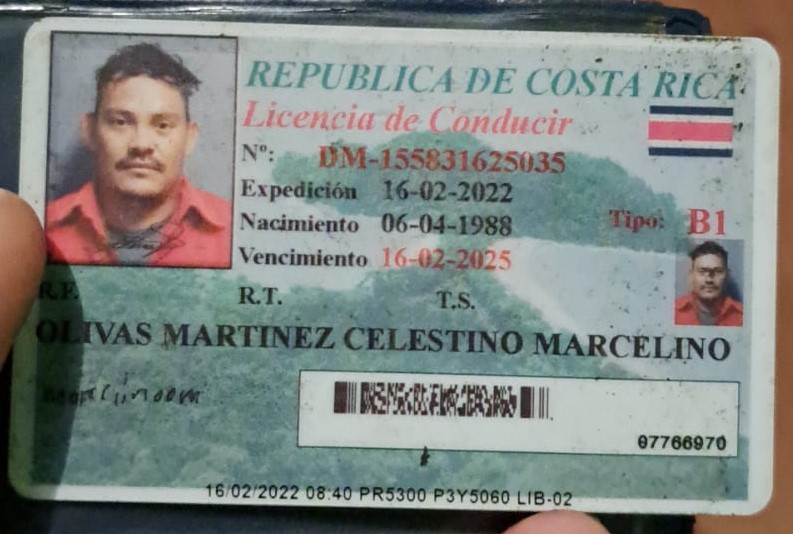 REPUBLICA DE COSTA RICA
Licencia de Conducir
Nº: DM-155831625035
Expedición 16-02-2022
Nacimiento 06-04-1988 Tipo: B1
Vencimiento 16-02-2025
R.F. R.T. T.S.
OLIVAS MARTINEZ CELESTINO MARCELINO
07766970
16/02/2022 08:40 PR5300 P3Y5060 LIB-02